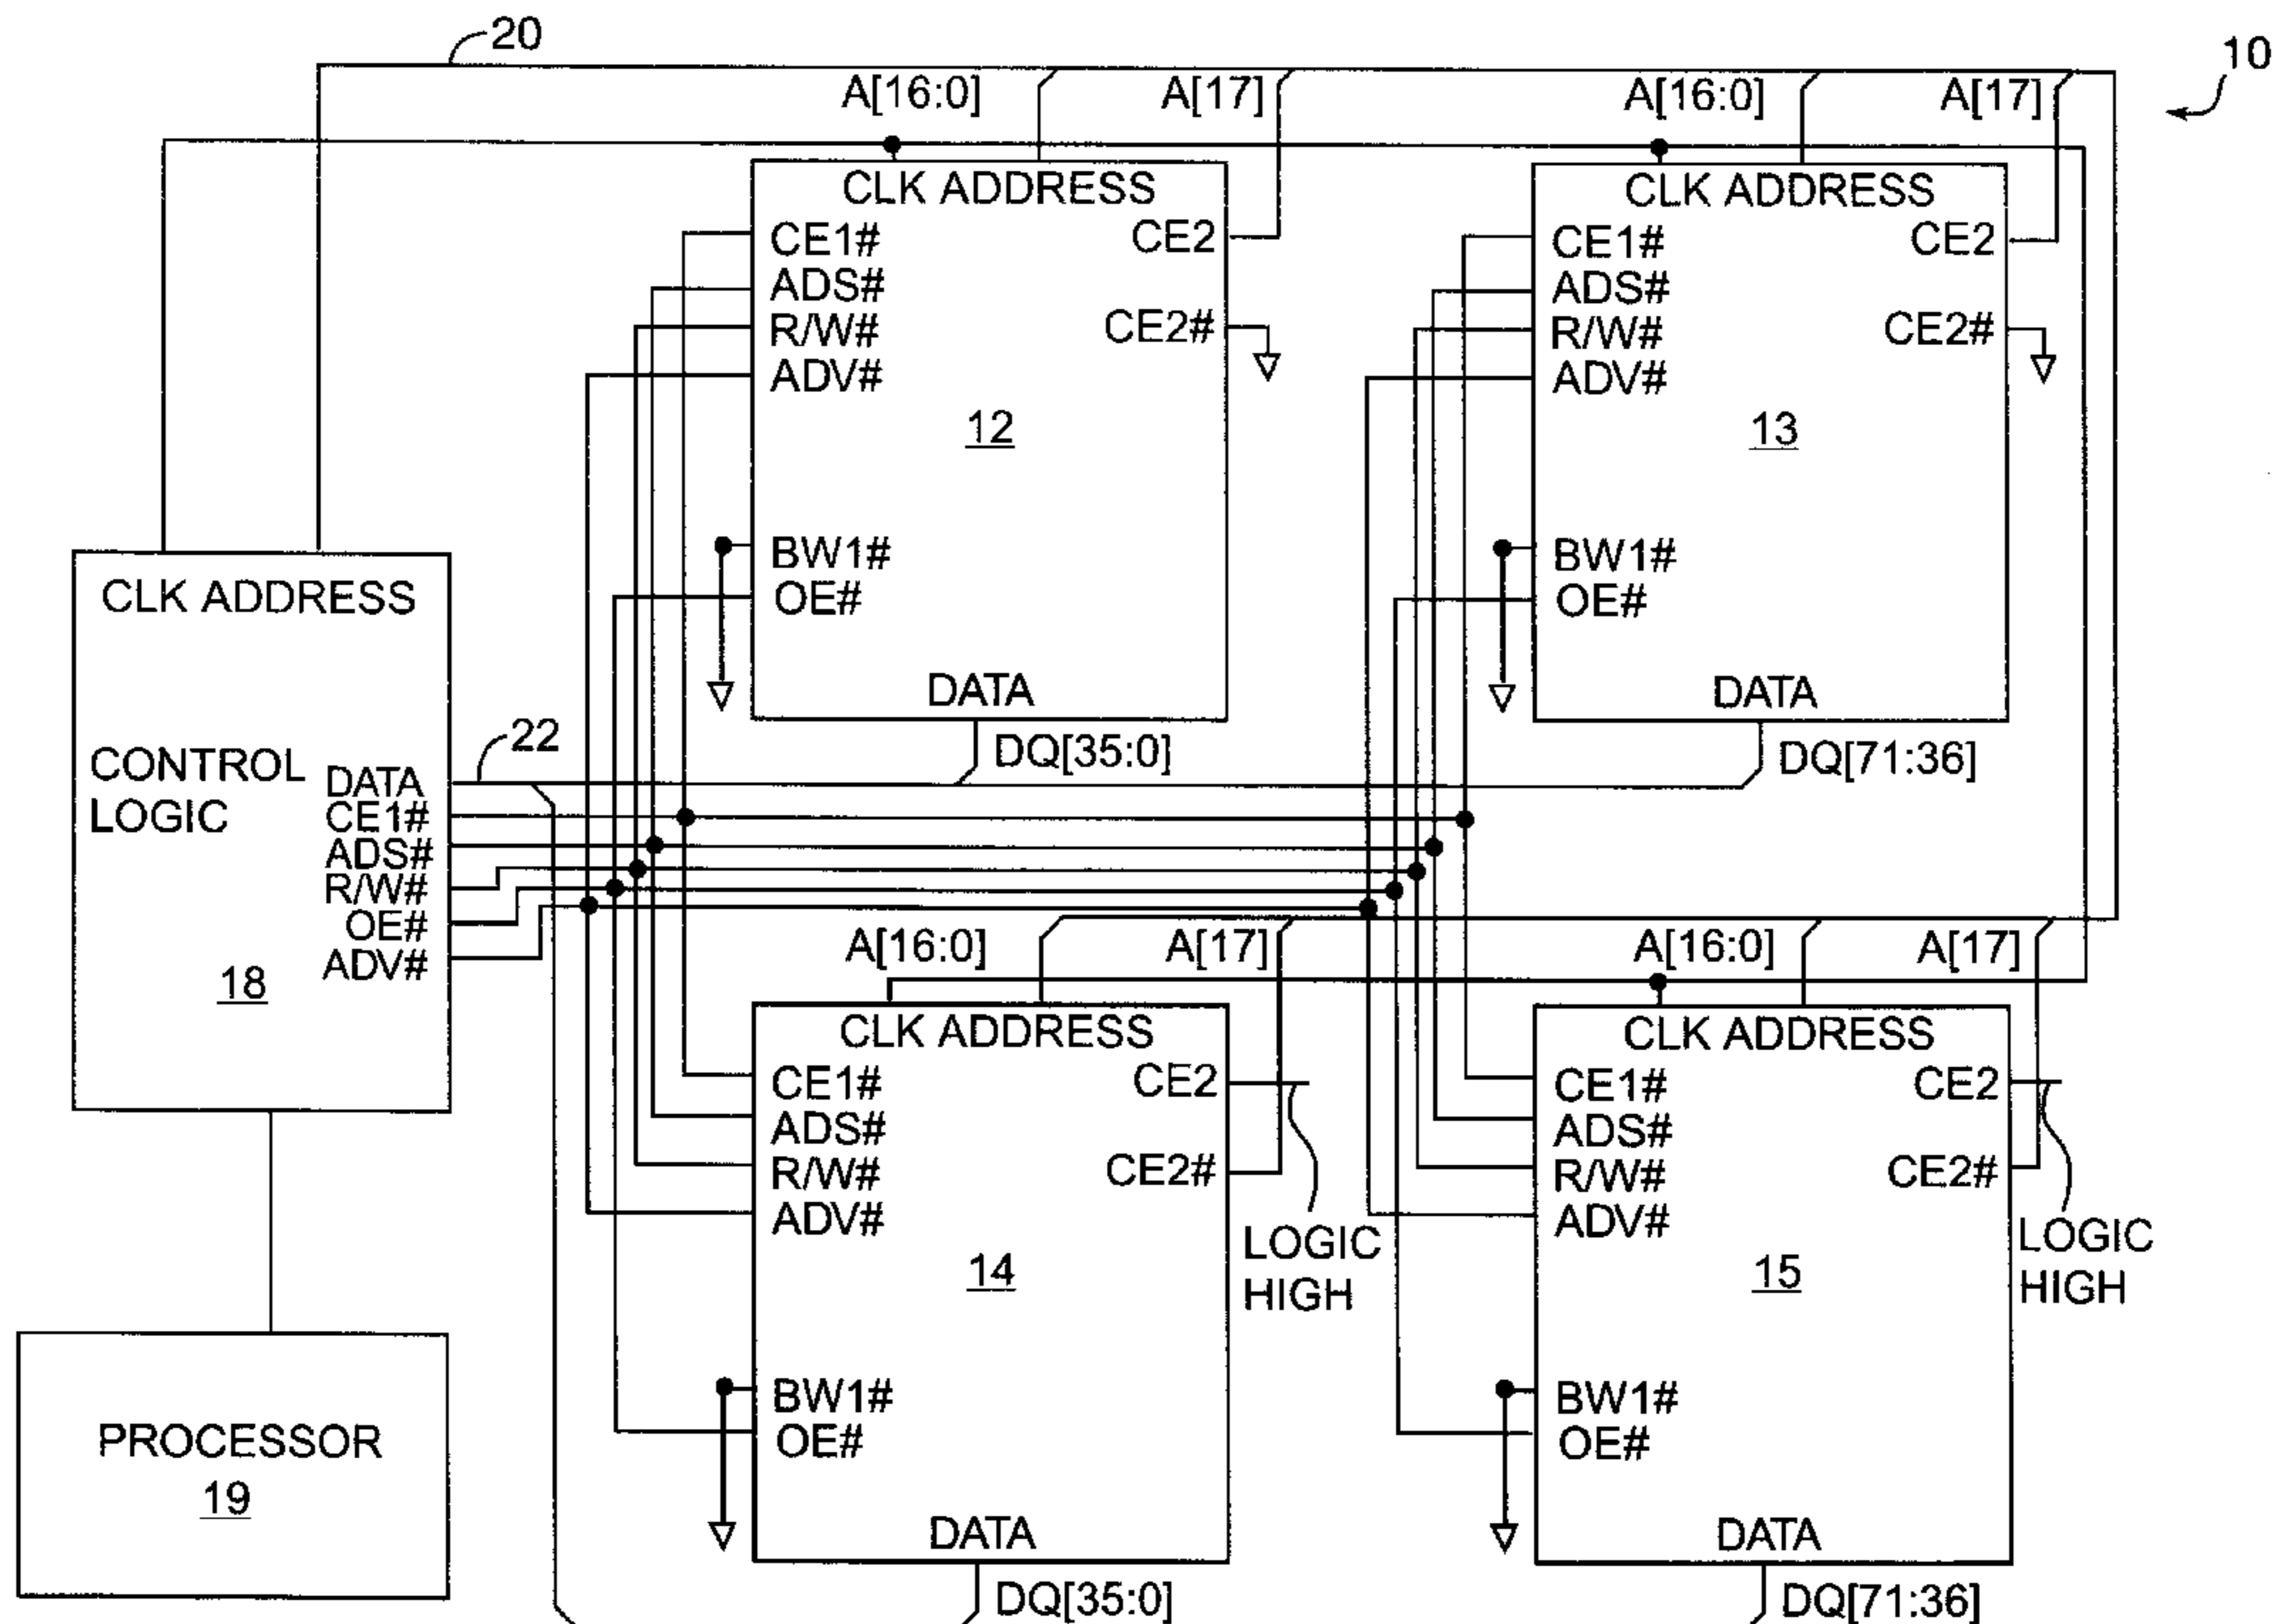 20
10
A[16:0]
A[17]
A[16:0]
A[17]
CLK ADDRESS
CE1#
ADS#
R/W#
ADV#
CE2
CE2#
12
BW1#
OE#
DATA
DQ[35:0]
CLK ADDRESS
CE1#
ADS#
R/W#
ADV#
CE2
CE2#
13
BW1#
OE#
DATA
DQ[71:36]
CLK ADDRESS
CONTROL
LOGIC
22
DATA
CE1#
ADS#
R/W#
OE#
ADV#
18
A[16:0]
A[17]
A[16:0]
A[17]
CLK ADDRESS
CE1#
ADS#
R/W#
ADV#
CE2
CE2#
LOGIC
HIGH
14
BW1#
OE#
DATA
DQ[35:0]
CLK ADDRESS
CE1#
ADS#
R/W#
ADV#
CE2
CE2#
LOGIC
HIGH
15
BW1#
OE#
DATA
DQ[71:36]
PROCESSOR
19